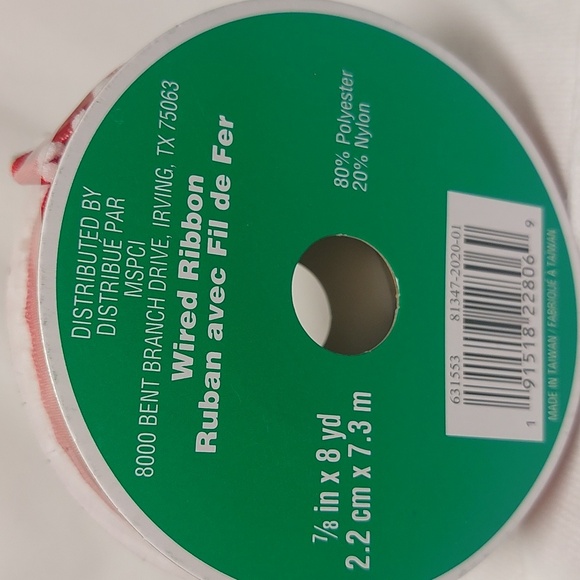 DISTRIBUTED BY
DISTRIBUÉ PAR
MSPCI
8000 BENT BRANCH DRIVE, IRVING, TX 75063
Wired Ribbon
Ruban avec Fil de Fer
80% Polyester
20% Nylon
7/8 in x 8 yd
2.2 cm x 7.3 m
631553 81347-2020-01
1 91518 22806 9
MADE IN TAIWAN / FABRIQUÉ À TAIWAN